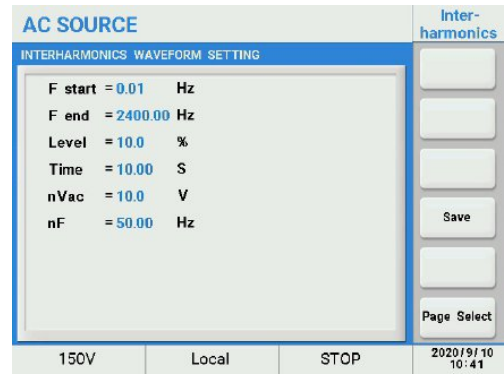 AC SOURCE
Inter-
harmonics
INTERHARMONICS WAVEFORM SETTING
F start = 0.01 Hz
F end = 2400.00 Hz
Level = 10.0 %
Time = 10.00 S
nVac = 10.0 V
nF = 50.00 Hz
Save
Page Select
150V Local STOP 2020/9/10
10:41